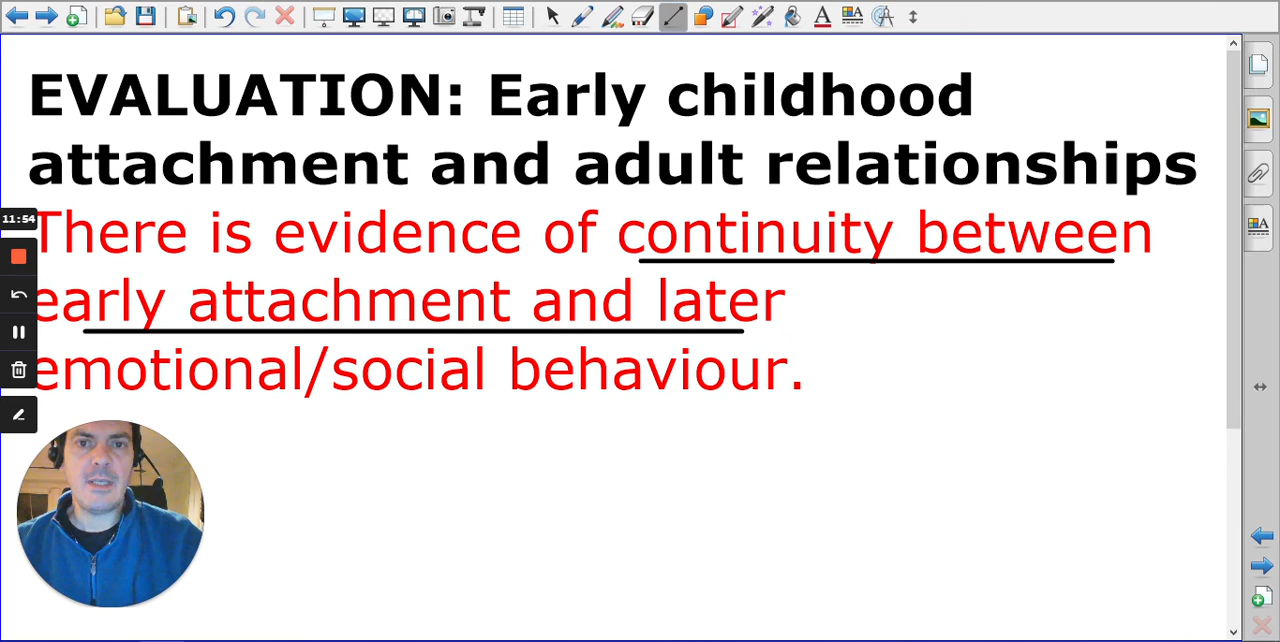 EVALUATION: Early childhood
attachment and adult relationships
11:54
There is evidence of continuity between
early attachment and later
emotional/social behaviour.